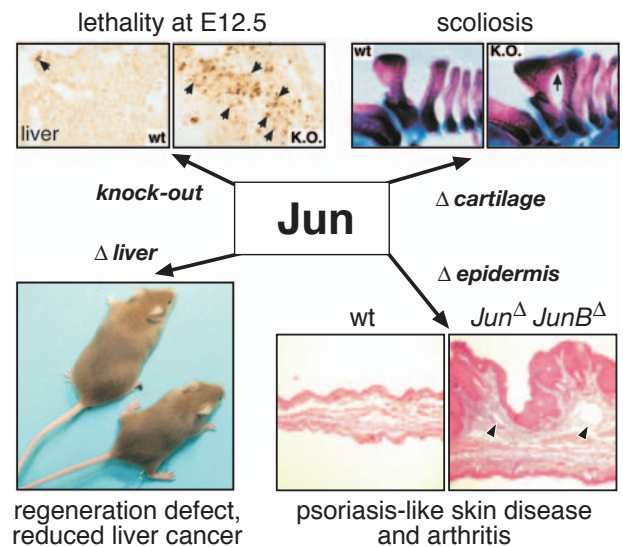 lethality at E12.5
scoliosis
liver
wt
K.O.
wt
K.O.
knock-out
Jun
Δ cartilage
Δ liver
Δ epidermis
wt
Jun^Δ JunB^Δ
regeneration defect,
reduced liver cancer
psoriasis-like skin disease
and arthritis